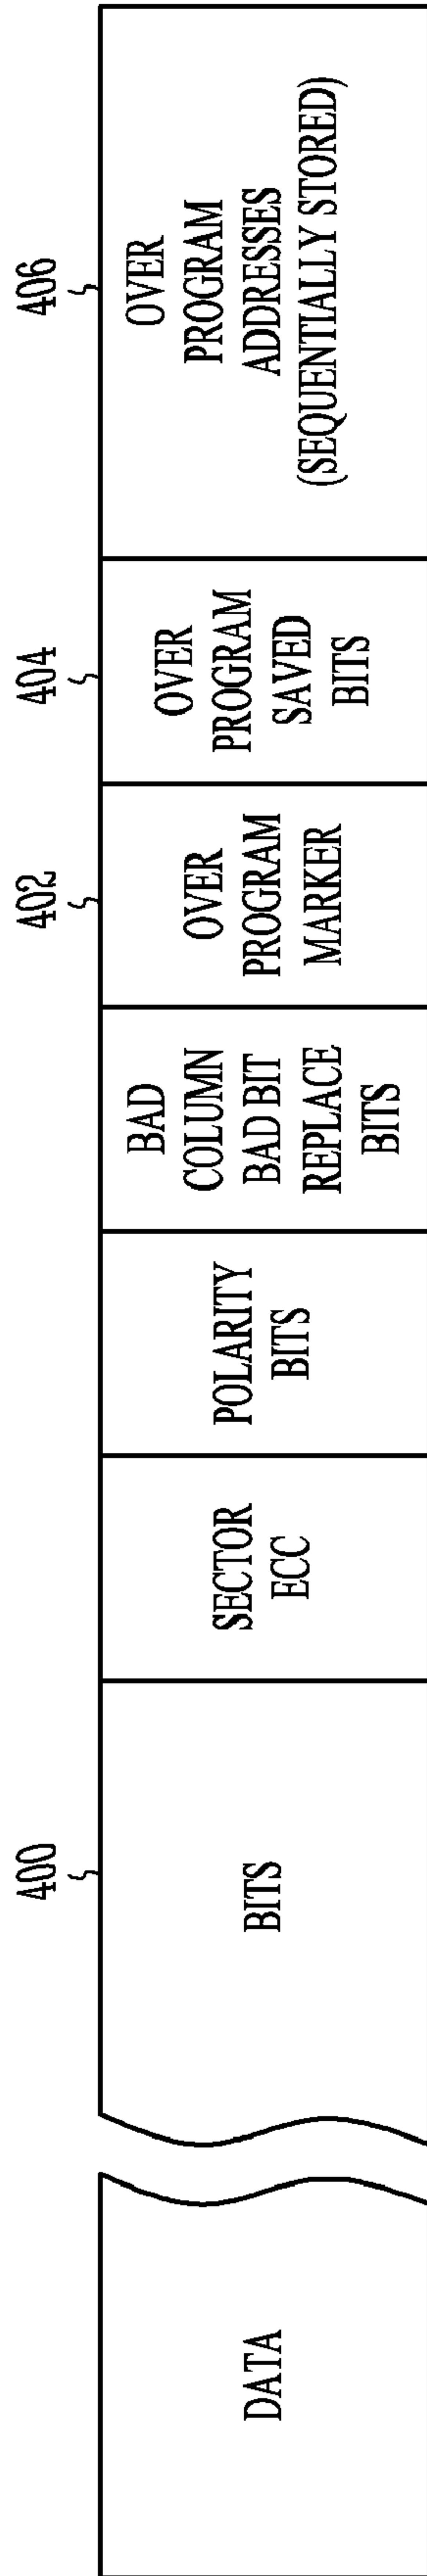 400
402
404
406
DATA
BITS
SECTOR
ECC
POLARITY
BITS
BAD
COLUMN
BAD BIT
REPLACE
BITS
OVER
PROGRAM
MARKER
OVER
PROGRAM
SAVED
BITS
OVER
PROGRAM
ADDRESSES
(SEQUENTIALLY STORED)